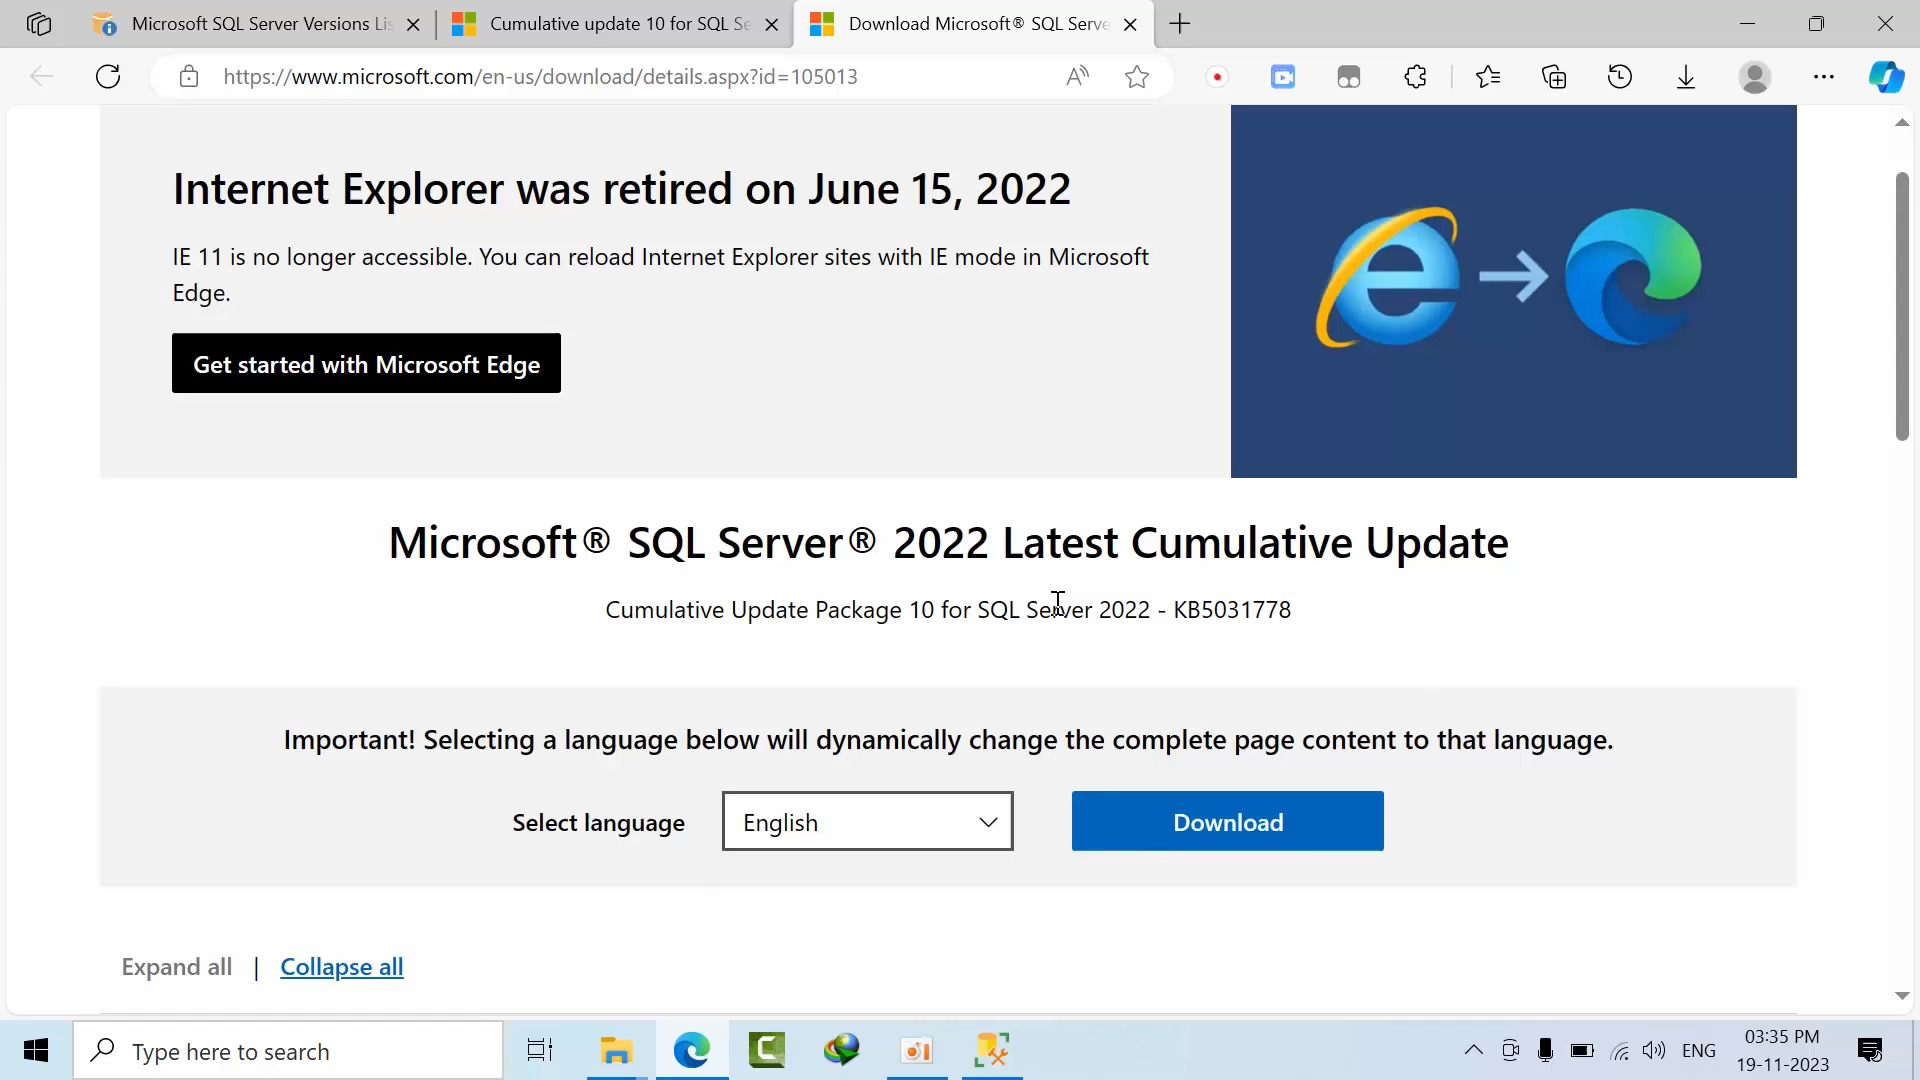 Microsoft SQL Server Versions Lis
Cumulative update 10 for SQL Se
Download Microsoft® SQL Serve
https://www.microsoft.com/en-us/download/details.aspx?id=105013
Internet Explorer was retired on June 15, 2022
IE 11 is no longer accessible. You can reload Internet Explorer sites with IE mode in Microsoft
Edge.
Get started with Microsoft Edge
Microsoft® SQL Server® 2022 Latest Cumulative Update
Cumulative Update Package 10 for SQL Server 2022 - KB5031778
Important! Selecting a language below will dynamically change the complete page content to that language.
Select language
English
Download
Expand all | Collapse all
Type here to search
ENG
03:35 PM
19-11-2023